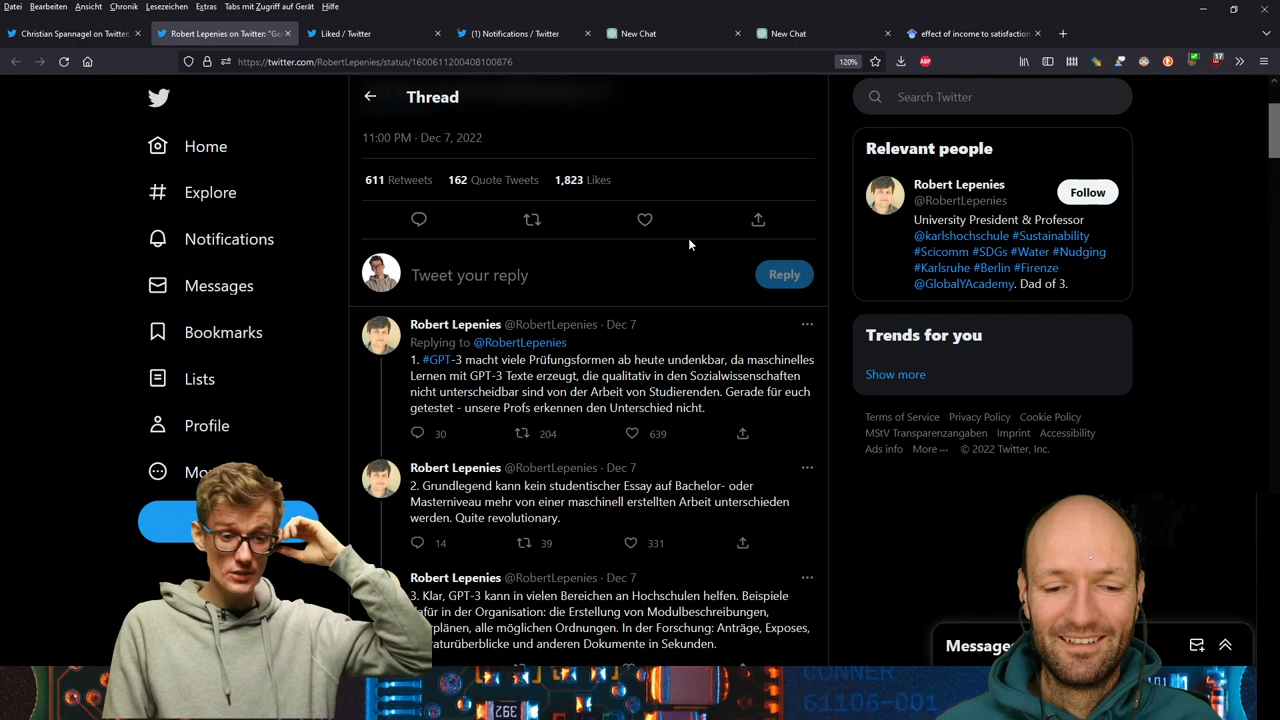 Datei Bearbeiten Ansicht Chronik Lesezeichen Extras Tabs mit Zugriff auf Gerät Hilfe
Christian Spannagel on Twitter:
Robert Lepenies on Twitter: "Ge
Liked / Twitter
(1) Notifications / Twitter
New Chat
New Chat
effect of income to satisfaction
https://twitter.com/RobertLepenies/status/1600611200408100876
120%
ABP
17
Home
Explore
Notifications
Messages
Bookmarks
Lists
Profile
Thread
11:00 PM · Dec 7, 2022
611 Retweets 162 Quote Tweets 1,823 Likes
Tweet your reply
Reply
Robert Lepenies @RobertLepenies · Dec 7
Replying to @RobertLepenies
1. #GPT-3 macht viele Prüfungsformen ab heute undenkbar, da maschinelles
Lernen mit GPT-3 Texte erzeugt, die qualitativ in den Sozialwissenschaften
nicht unterscheidbar sind von der Arbeit von Studierenden. Gerade für euch
getestet - unsere Profs erkennen den Unterschied nicht.
30 204 639
Robert Lepenies @RobertLepenies · Dec 7
2. Grundlegend kann kein studentischer Essay auf Bachelor- oder
Masterniveau mehr von einer maschinell erstellten Arbeit unterschieden
werden. Quite revolutionary.
14 39 331
Robert Lepenies @RobertLepenies · Dec 7
3. Klar, GPT-3 kann in vielen Bereichen an Hochschulen helfen. Beispiele
dafür in der Organisation: die Erstellung von Modulbeschreibungen,
alle möglichen Ordnungen. In der Forschung: Anträge, Exposes,
und anderen Dokumente in Sekunden.
Search Twitter
Relevant people
Robert Lepenies
@RobertLepenies
Follow
University President & Professor
@karlshochschule #Sustainability
#Scicomm #SDGs #Water #Nudging
#Karlsruhe #Berlin #Firenze
@GlobalYAcademy. Dad of 3.
Trends for you
Show more
Terms of Service Privacy Policy Cookie Policy
MStV Transparenzangaben Imprint Accessibility
Ads info More ··· © 2022 Twitter, Inc.
CONNER
61106-001